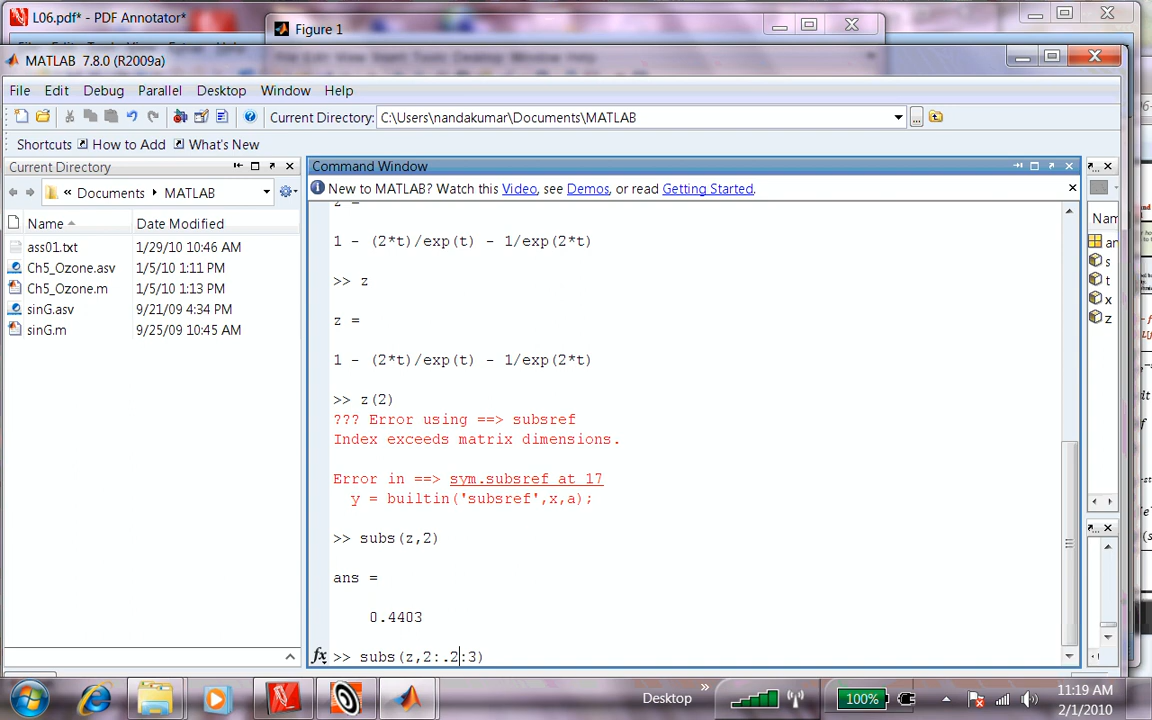 L06.pdf* - PDF Annotator*
Figure 1
MATLAB 7.8.0 (R2009a)
File Edit Debug Parallel Desktop Window Help
Current Directory: C:\Users\nandakumar\Documents\MATLAB
Shortcuts How to Add What's New
Current Directory
« Documents MATLAB
Name Date Modified
ass01.txt 1/29/10 10:46 AM
Ch5_Ozone.asv 1/5/10 1:11 PM
Ch5_Ozone.m 1/5/10 1:13 PM
sinG.asv 9/21/09 4:34 PM
sinG.m 9/25/09 10:45 AM
Command Window
New to MATLAB? Watch this Video, see Demos, or read Getting Started.
z =
1 - (2*t)/exp(t) - 1/exp(2*t)
>> z
z =
1 - (2*t)/exp(t) - 1/exp(2*t)
>> z(2)
??? Error using ==> subsref
Index exceeds matrix dimensions.
Error in ==> sym.subsref at 17
y = builtin('subsref',x,a);
>> subs(z,2)
ans =
0.4403
fx >> subs(z,2:.2:3)
Nam
an
s
t
x
z
Desktop »
100%
11:19 AM
2/1/2010